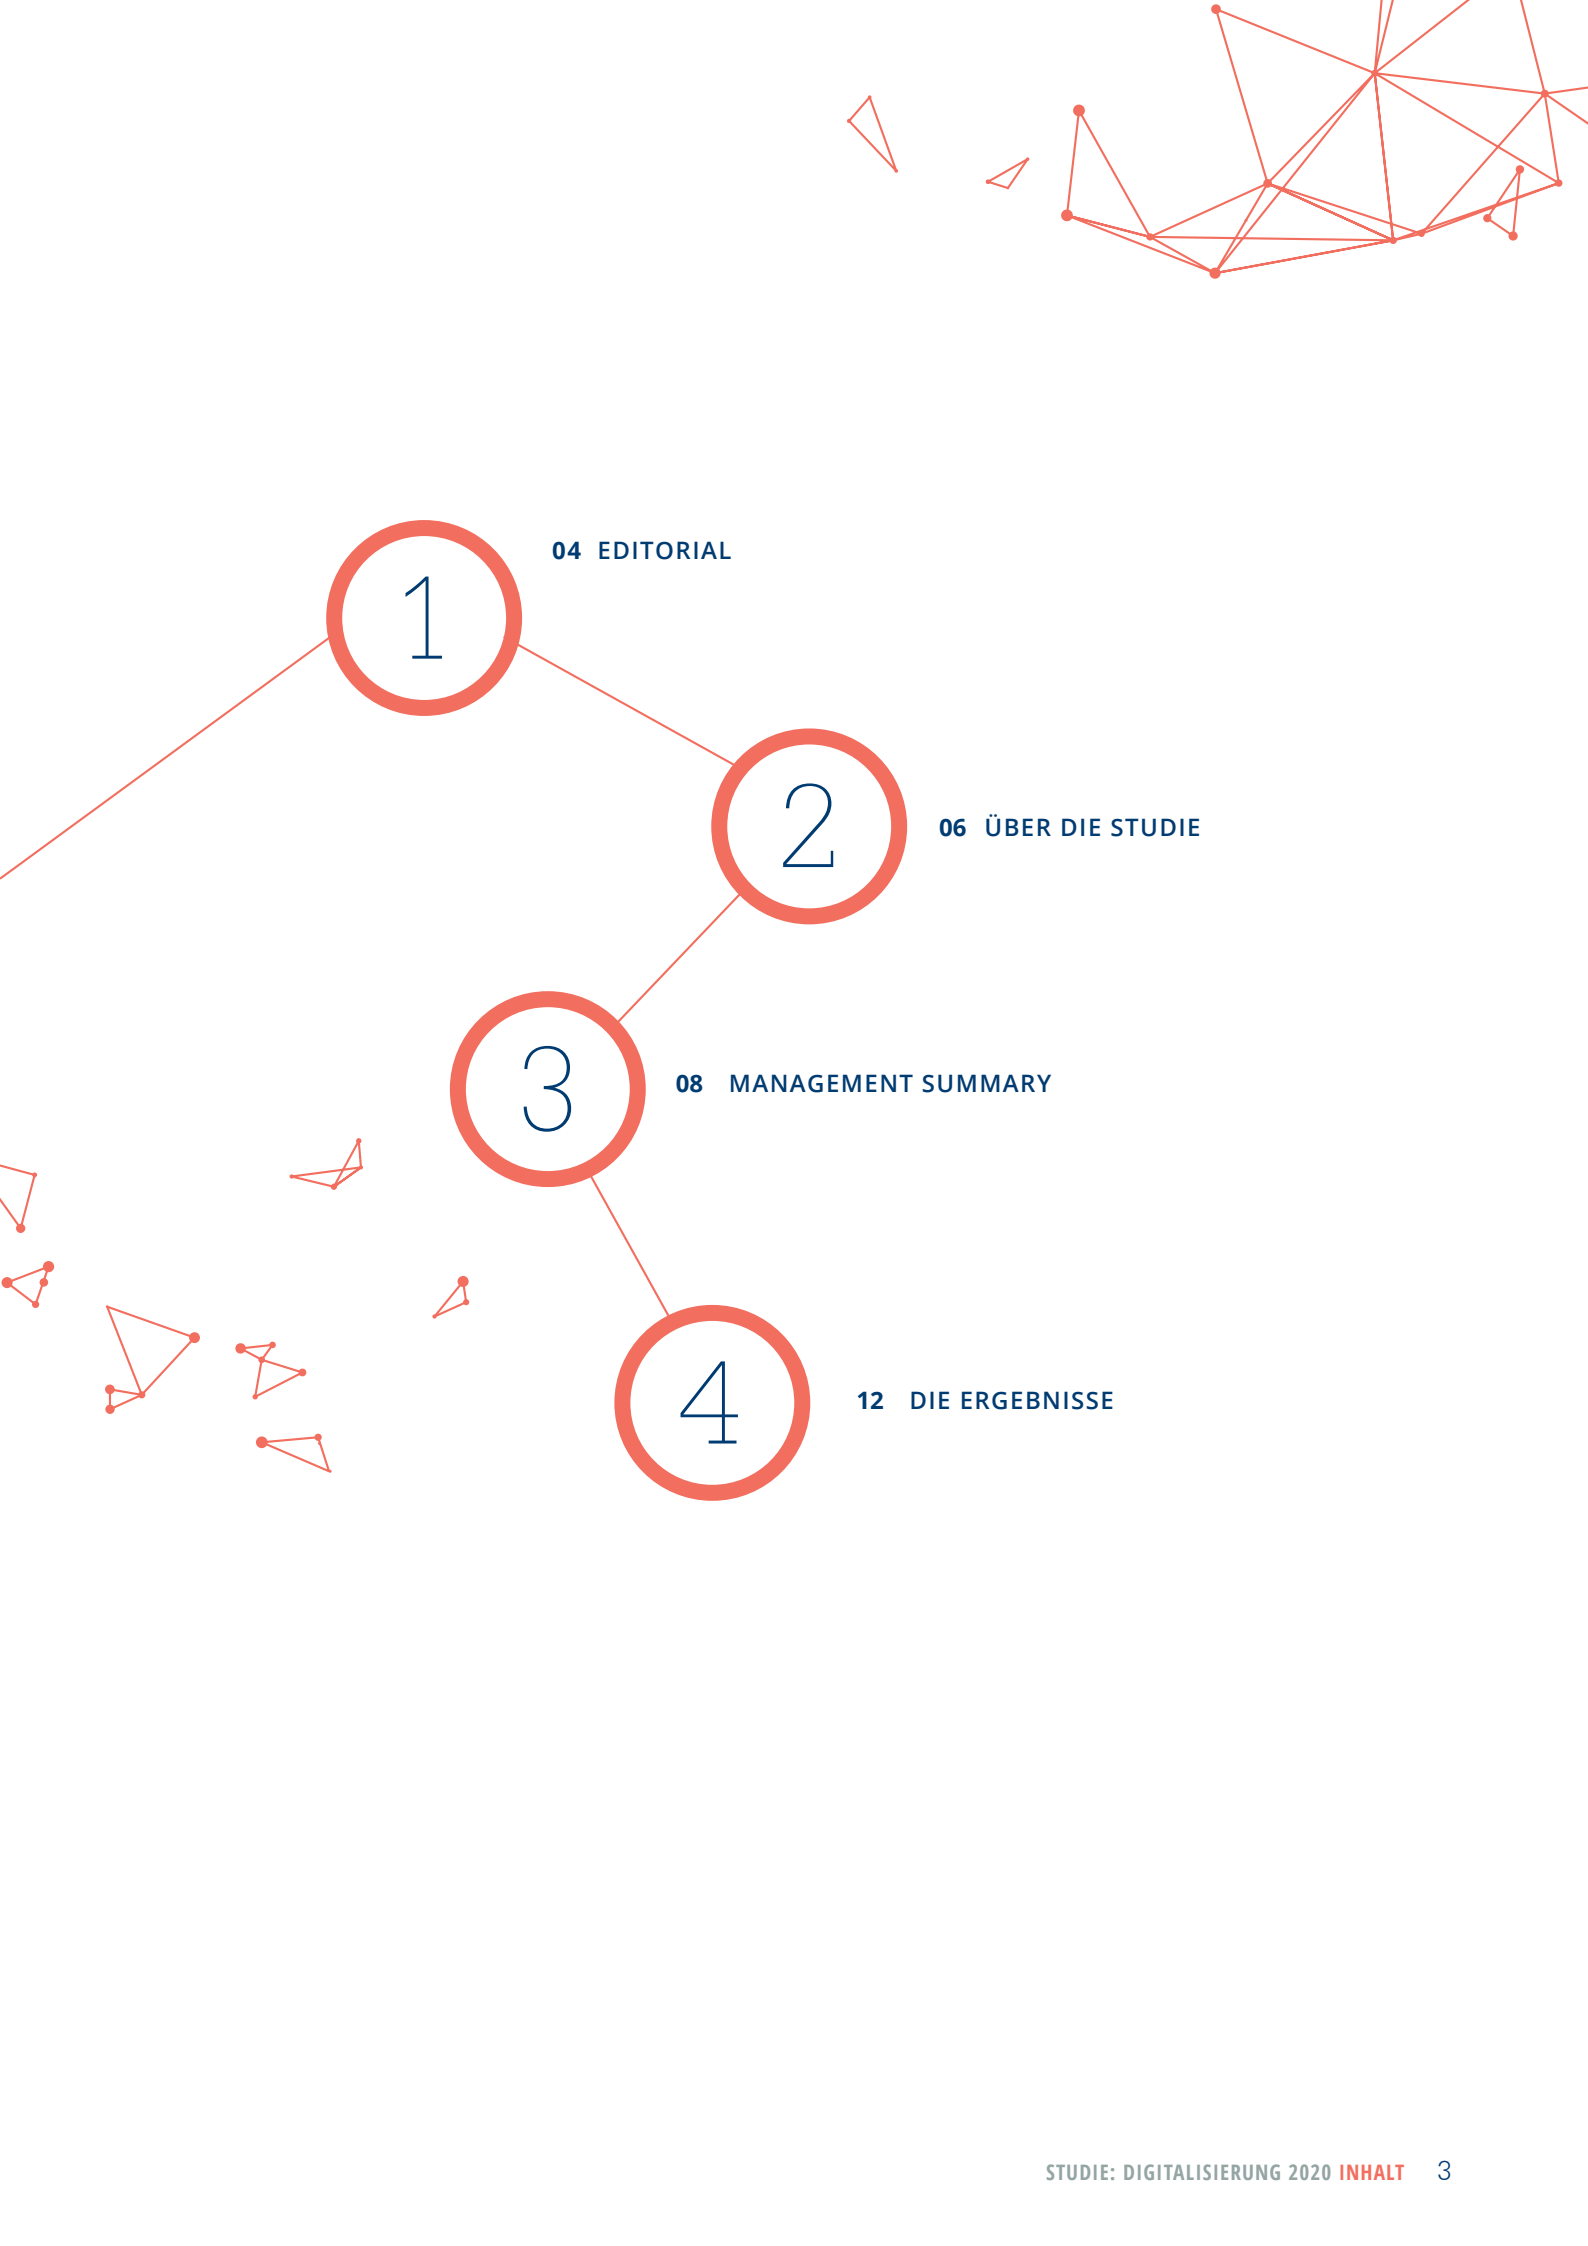 1
04 EDITORIAL
2
06 ÜBER DIE STUDIE
3
08 MANAGEMENT SUMMARY
4
12 DIE ERGEBNISSE
STUDIE: DIGITALISIERUNG 2020 INHALT 3